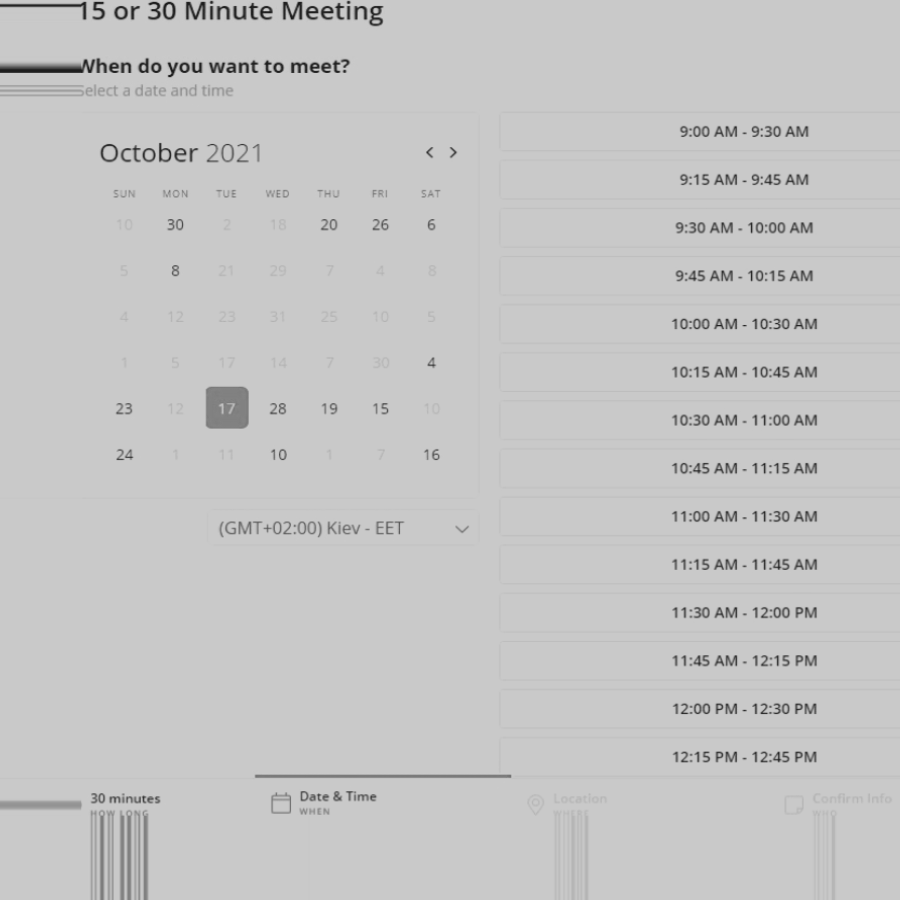 15 or 30 Minute Meeting
When do you want to meet?
Select a date and time
October 2021
SUN MON TUE WED THU FRI SAT
10 30 2 18 20 26 6
5 8 21 29 7 4 8
4 12 23 31 25 10 5
1 5 17 14 7 30 4
23 12 17 28 19 15 10
24 1 11 10 1 7 16
(GMT+02:00) Kiev - EET
9:00 AM - 9:30 AM
9:15 AM - 9:45 AM
9:30 AM - 10:00 AM
9:45 AM - 10:15 AM
10:00 AM - 10:30 AM
10:15 AM - 10:45 AM
10:30 AM - 11:00 AM
10:45 AM - 11:15 AM
11:00 AM - 11:30 AM
11:15 AM - 11:45 AM
11:30 AM - 12:00 PM
11:45 AM - 12:15 PM
12:00 PM - 12:30 PM
12:15 PM - 12:45 PM
30 minutes
HOW LONG
Date & Time
WHEN
Location
WHERE
Confirm Info
WHO